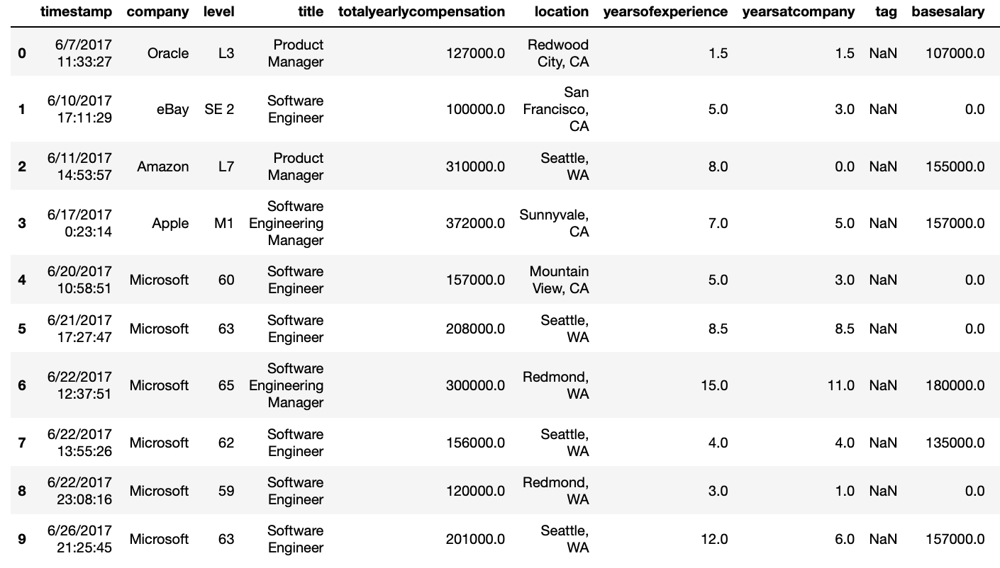 timestamp company level title totalyearlycompensation location yearsofexperience yearsatcompany tag basesalary
0 6/7/2017 11:33:27 Oracle L3 Product Manager 127000.0 Redwood City, CA 1.5 1.5 NaN 107000.0
1 6/10/2017 17:11:29 eBay SE 2 Software Engineer 100000.0 San Francisco, CA 5.0 3.0 NaN 0.0
2 6/11/2017 14:53:57 Amazon L7 Product Manager 310000.0 Seattle, WA 8.0 0.0 NaN 155000.0
3 6/17/2017 0:23:14 Apple M1 Software Engineering Manager 372000.0 Sunnyvale, CA 7.0 5.0 NaN 157000.0
4 6/20/2017 10:58:51 Microsoft 60 Software Engineer 157000.0 Mountain View, CA 5.0 3.0 NaN 0.0
5 6/21/2017 17:27:47 Microsoft 63 Software Engineer 208000.0 Seattle, WA 8.5 8.5 NaN 0.0
6 6/22/2017 12:37:51 Microsoft 65 Software Engineering Manager 300000.0 Redmond, WA 15.0 11.0 NaN 180000.0
7 6/22/2017 13:55:26 Microsoft 62 Software Engineer 156000.0 Seattle, WA 4.0 4.0 NaN 135000.0
8 6/22/2017 23:08:16 Microsoft 59 Software Engineer 120000.0 Redmond, WA 3.0 1.0 NaN 0.0
9 6/26/2017 21:25:45 Microsoft 63 Software Engineer 201000.0 Seattle, WA 12.0 6.0 NaN 157000.0